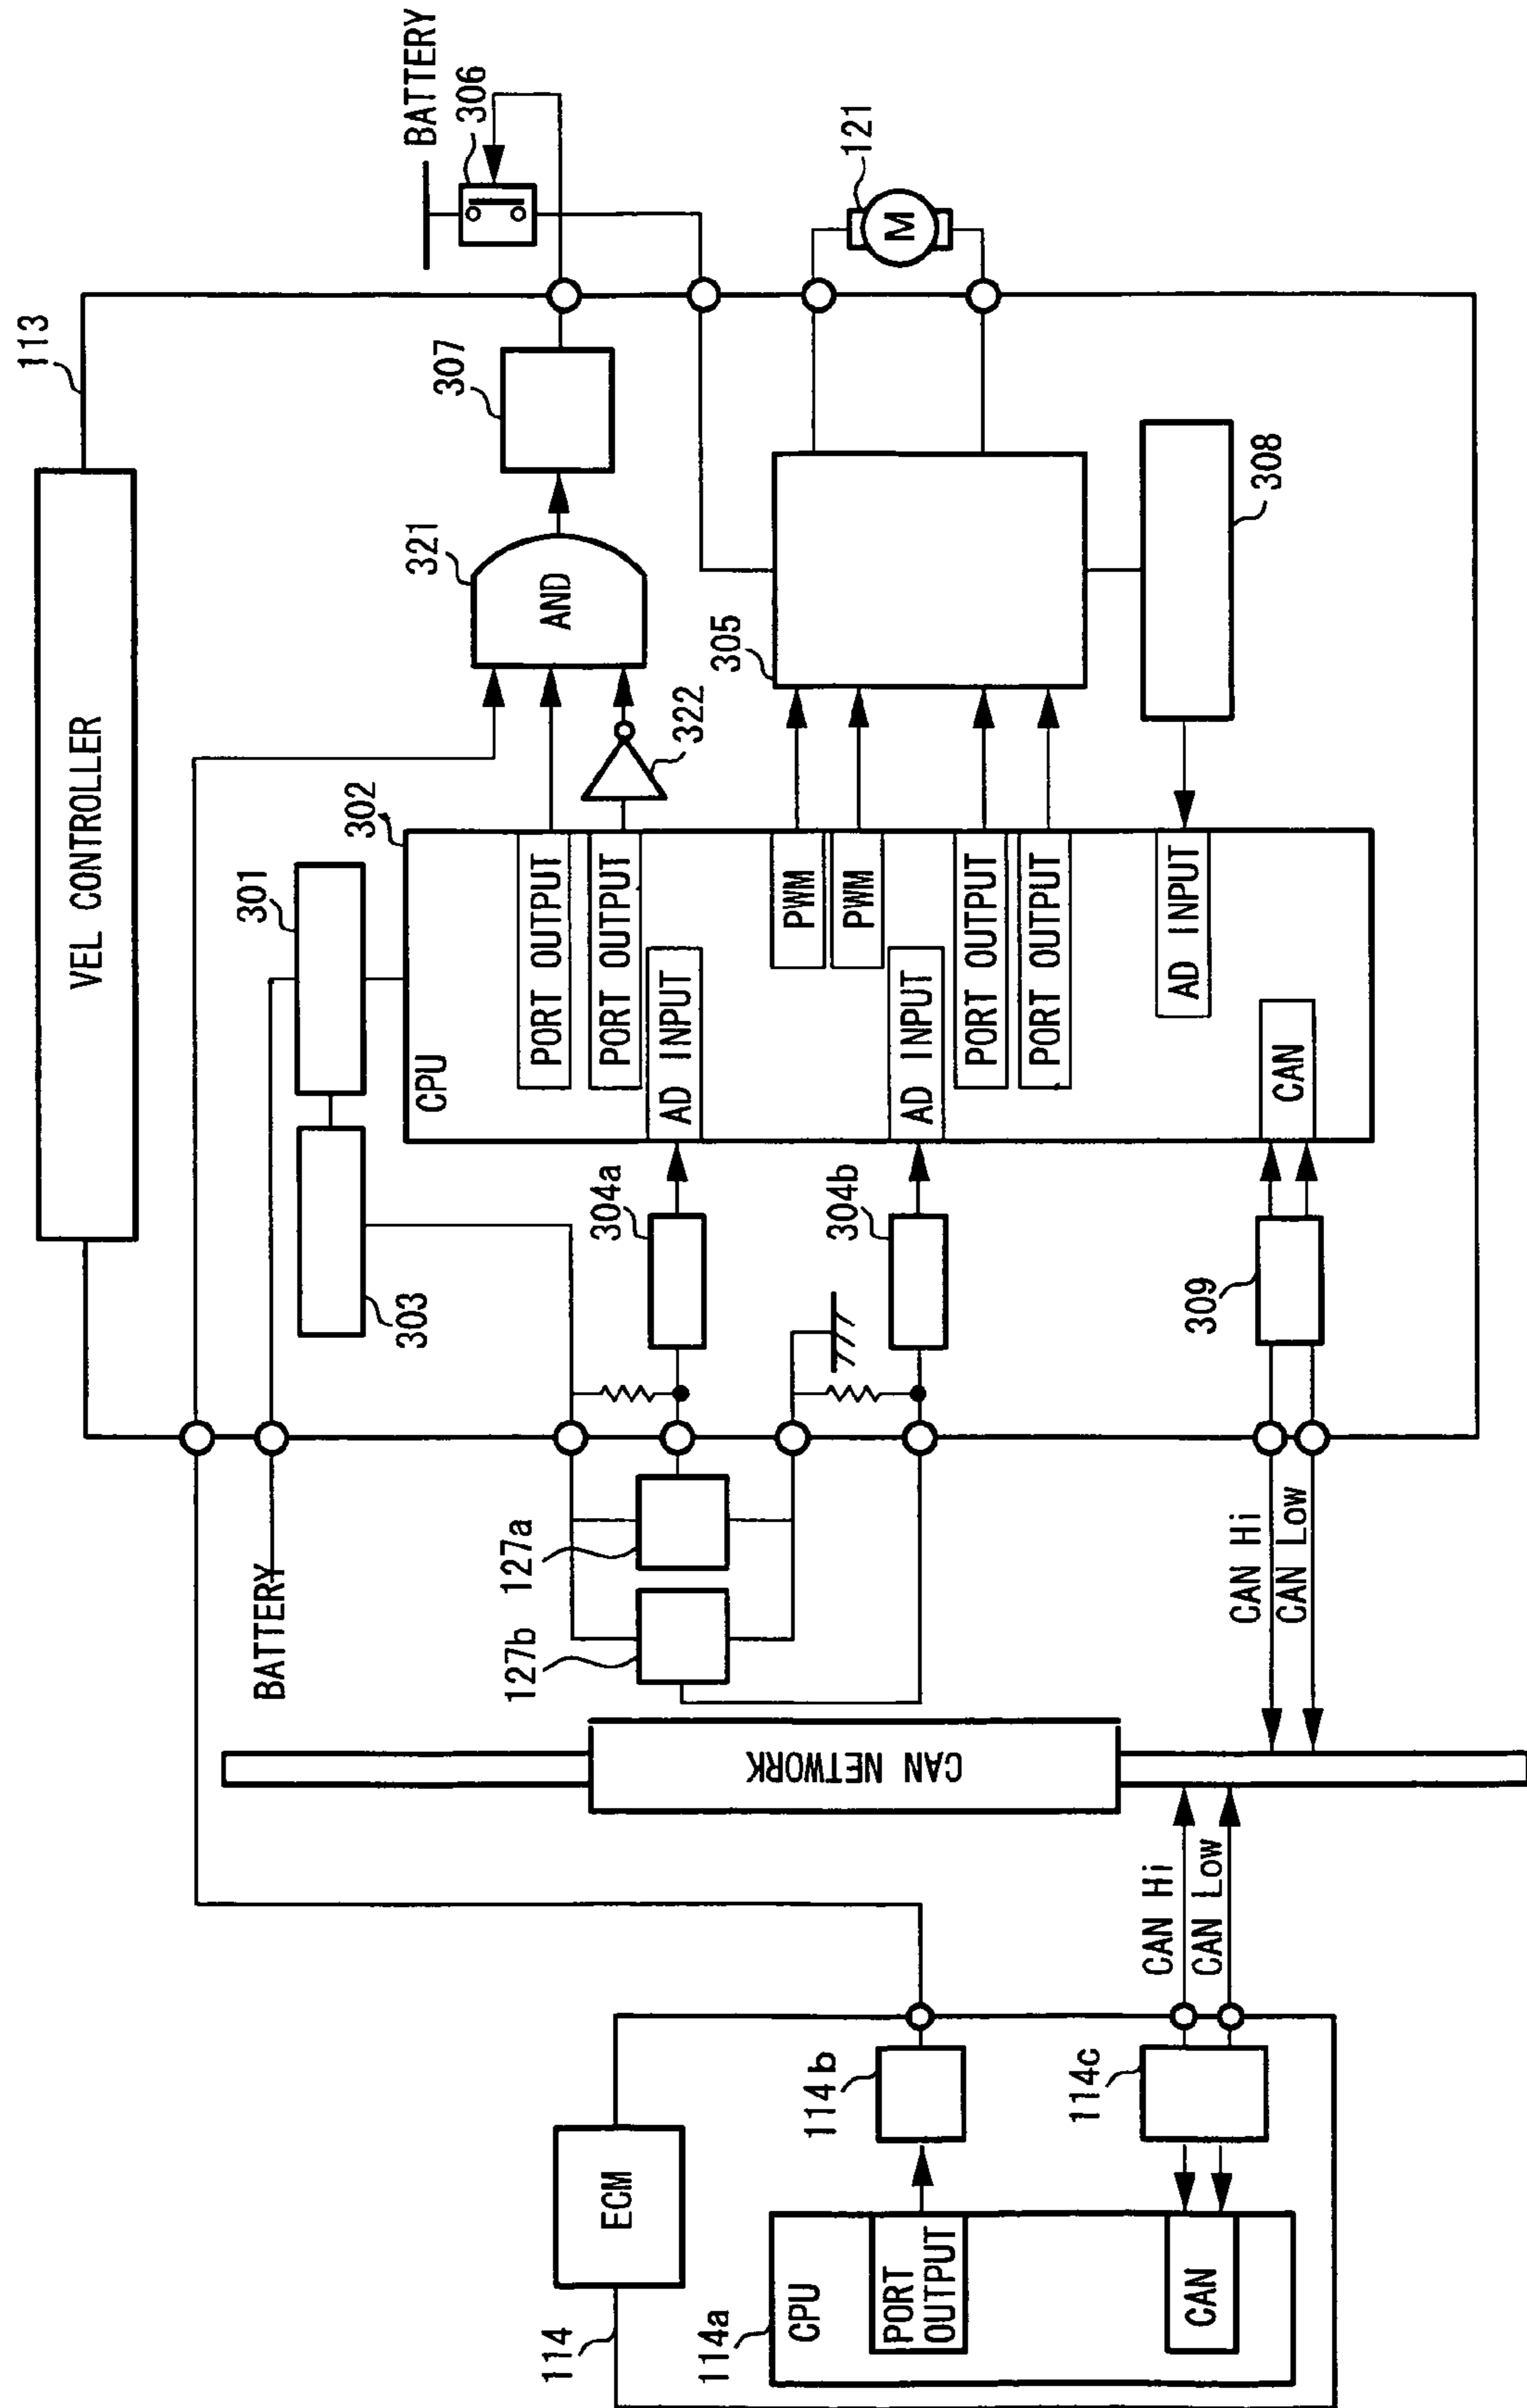 VEL CONTROLLER
113
BATTERY
306
307
321
AND
322
121
M
305
308
301
302
303
CPU
PORT OUTPUT
PORT OUTPUT
AD INPUT
PWM
PWM
AD INPUT
PORT OUTPUT
PORT OUTPUT
AD INPUT
CAN
304a
304b
309
BATTERY
127a
127b
CAN Hi
CAN Low
CAN NETWORK
CAN Hi
CAN Low
ECM
114
114a
CPU
PORT
OUTPUT
CAN
114b
114c